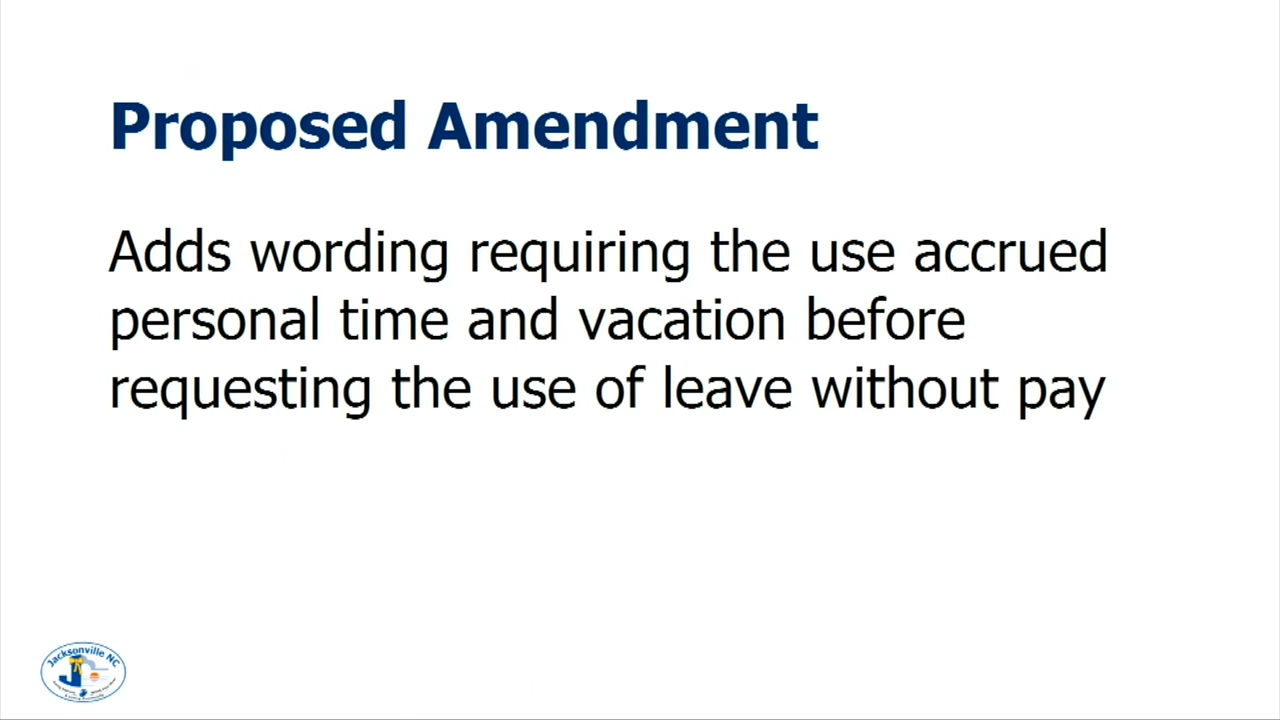 Proposed Amendment
Adds wording requiring the use accrued
personal time and vacation before
requesting the use of leave without pay
Jacksonville NC